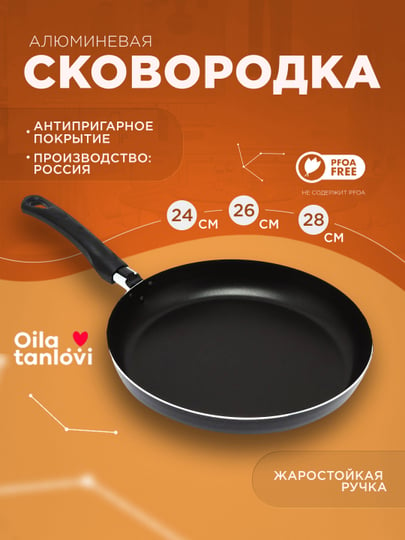 АЛЮМИНЕВАЯ
СКОВОРОДКА
• АНТИПРИГАРНОЕ
ПОКРЫТИЕ
• ПРОИЗВОДСТВО:
РОССИЯ
PFOA
FREE
НЕ СОДЕРЖИТ PFOA
24 СМ
26 СМ
28 СМ
Oila
tanlovi
ЖАРОСТОЙКАЯ
РУЧКА